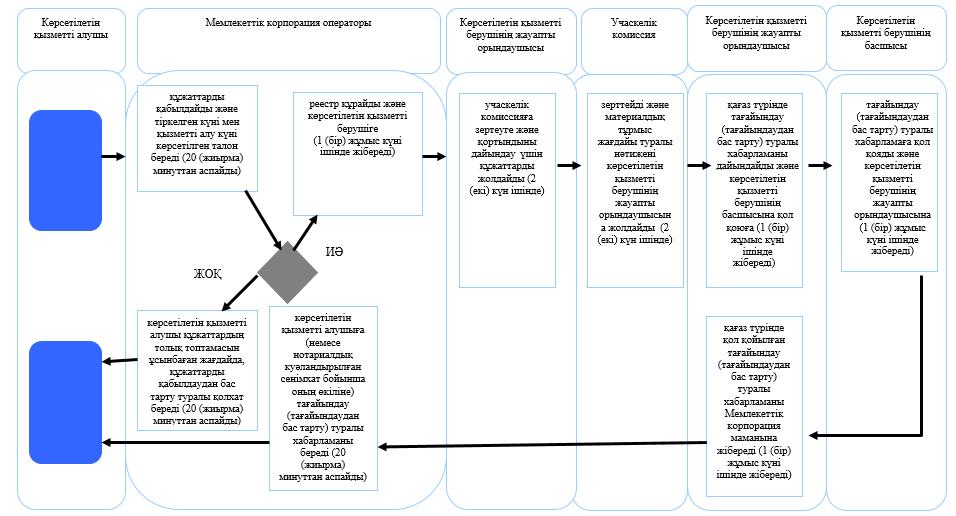 Көрсетілетін
қызметті алушы
Мемлекеттік корпорация операторы
Көрсетілетін қызметті
берушінің жауапты
орындаушысы
Учаскелік
комиссия
Көрсетілетін қызметті
берушінің жауапты
орындаушысы
Көрсетілетін
қызметті берушінің
басшысы
құжаттарды
қабылдайды және
тіркелген күні мен
қызметті алу күні
көрсетілген талон
береді (20 (жиырма)
минуттан аспайды)
реестр құрайды және
көрсетілетін қызметті
берушіге
(1 (бір) жұмыс күні
ішінде жібереді)
учаскелік
комиссияға
зертеуге және
қортындыны
дайындау үшін
құжаттарды
жолдайды (2
(екі) күн ішінде)
зерттейді және
материалдық
тұрмыс
жағдайы туралы
нәтижені
көрсетілетін
қызметті
берушінің
жауапты
орындаушысын
а жолдайды (2
(екі) күн ішінде)
қағаз түрінде
тағайындау
(тағайындаудан
бас тарту) туралы
хабарламаны
дайындайды және
көрсетілетін
қызметті
берушінің
басшысына қол
қоюға (1 (бір)
жұмыс күні
ішінде
жібереді)
тағайындау
(тағайындаудан
бас тарту) туралы
хабарламаға қол
қояды және
көрсетілетін
қызметті
берушінің
жауапты
орындаушысына
(1 (бір) жұмыс
күні ішінде
жібереді)
ИӘ
ЖОҚ
көрсетілетін қызметті
алушы құжаттардың
толық топтамасын
ұсынбаған жағдайда,
құжаттарды
қабылдаудан бас
тарту туралы қолхат
береді (20 (жиырма)
минуттан аспайды)
көрсетілетін
қызметті алушыға
(немесе
нотариалдық
куәландырылған
сенімхат бойынша
оның өкіліне)
тағайындау
(тағайындаудан
бас тарту) туралы
хабарламаны
береді (20
(жиырма)
минуттан аспайды)
қағаз түрінде
қол қойылған
тағайындау
(тағайындаудан
бас тарту)
туралы
хабарламаны
Мемлекеттік
корпорация
маманына
жібереді (1 (бір)
жұмыс күні
ішінде жібереді)